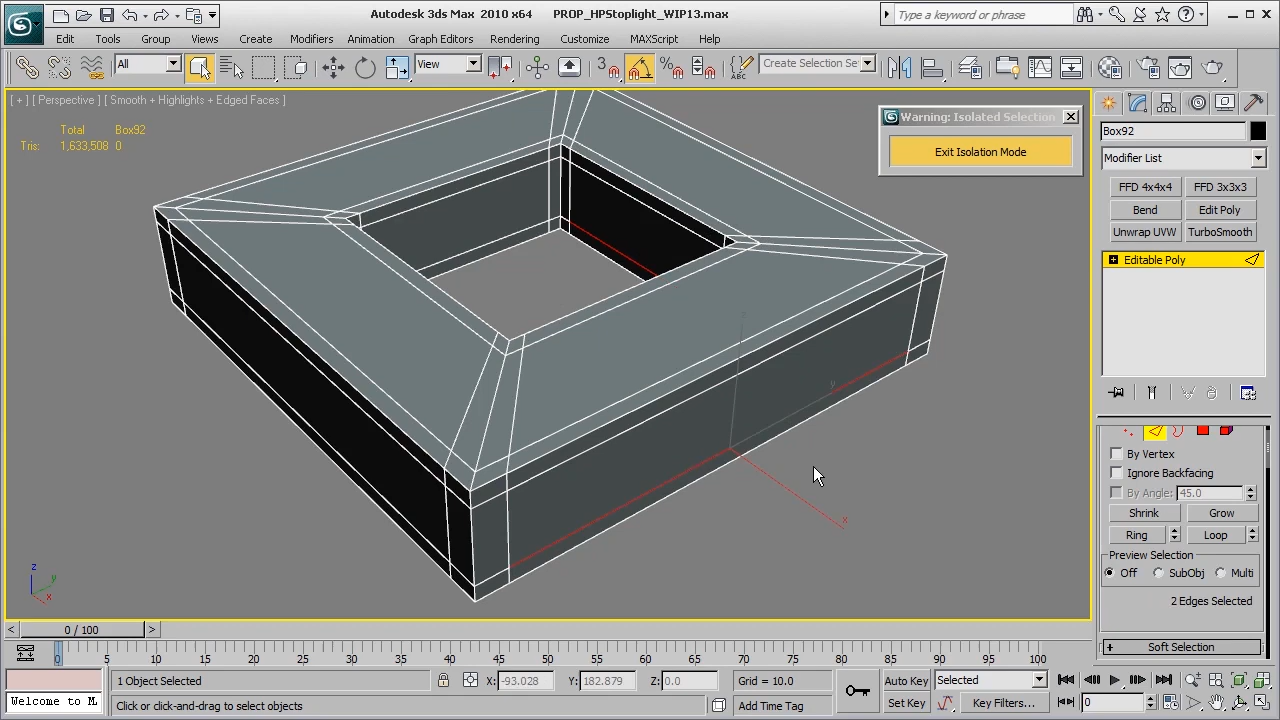 Autodesk 3ds Max 2010 x64 PROP_HPStoplight_WIP13.max
Type a keyword or phrase
Edit Tools Group Views Create Modifiers Animation Graph Editors Rendering Customize MAXScript Help
All
View
3
%
ABC
Create Selection Se
[ + ] [ Perspective ] [ Smooth + Highlights + Edged Faces ]
Total Box92
Tris: 1,633,508 0
Warning: Isolated Selection
Exit Isolation Mode
Box92
Modifier List
FFD 4x4x4 FFD 3x3x3
Bend Edit Poly
Unwrap UVW TurboSmooth
Editable Poly
By Vertex
Ignore Backfacing
By Angle: 45.0
Shrink Grow
Ring Loop
Preview Selection
Off SubObj Multi
2 Edges Selected
Soft Selection
z
y
x
z
y
x
0 / 100
0 5 10 15 20 25 30 35 40 45 50 55 60 65 70 75 80 85 90 95 100
1 Object Selected X: -93.028 Y: 182.879 Z: 0.0 Grid = 10.0 Auto Key Selected
Welcome to M Click or click-and-drag to select objects Add Time Tag Set Key Key Filters... 0